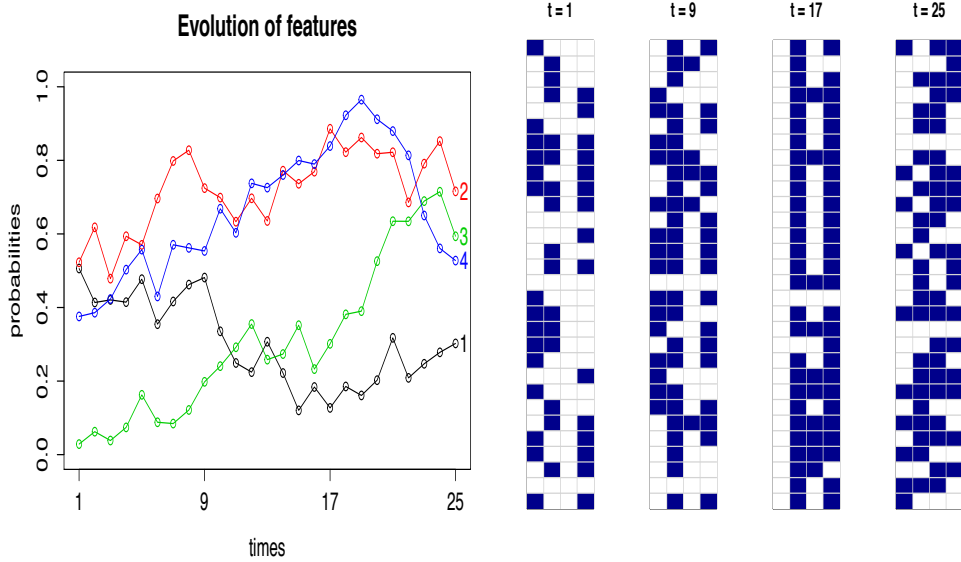 Evolution of features
probabilities
1.0
0.8
0.6
0.4
0.2
0.0
2
3
4
1
1 9 17 25
times
t = 1 t = 9 t = 17 t = 25